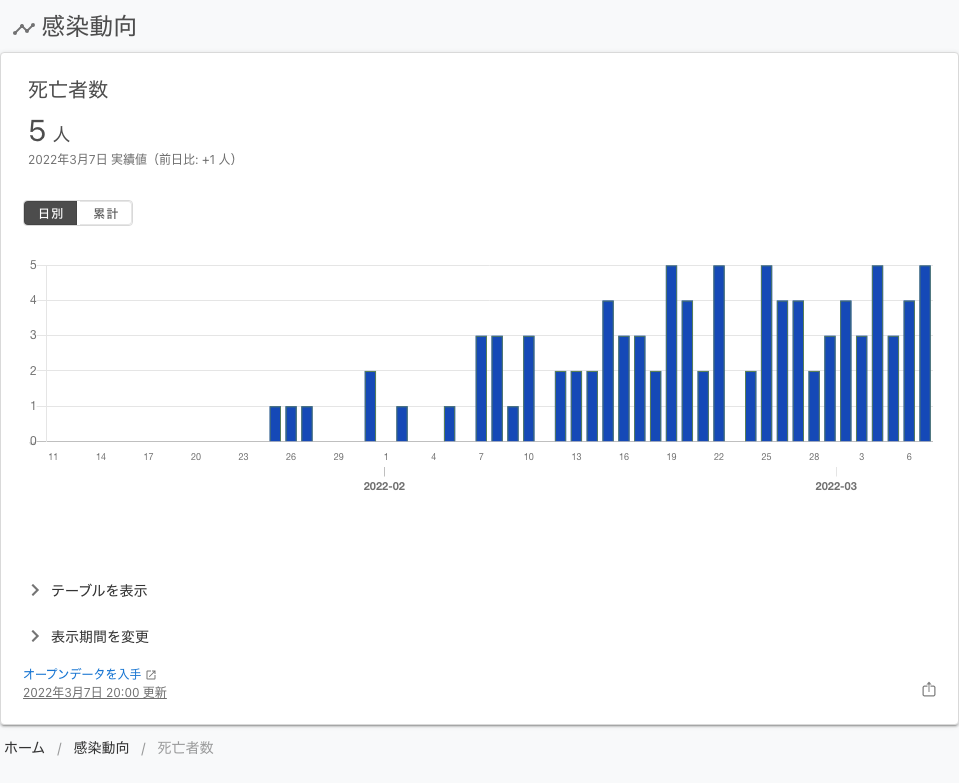 感染動向
死亡者数
5 人
2022年3月7日 実績値（前日比: +1 人）
日別 累計
5
4
3
2
1
0
11 14 17 20 23 26 29 1 4 7 10 13 16 19 22 25 28 3 6
2022-02 2022-03
テーブルを表示
表示期間を変更
オープンデータを入手
2022年3月7日 20:00 更新
ホーム / 感染動向 / 死亡者数